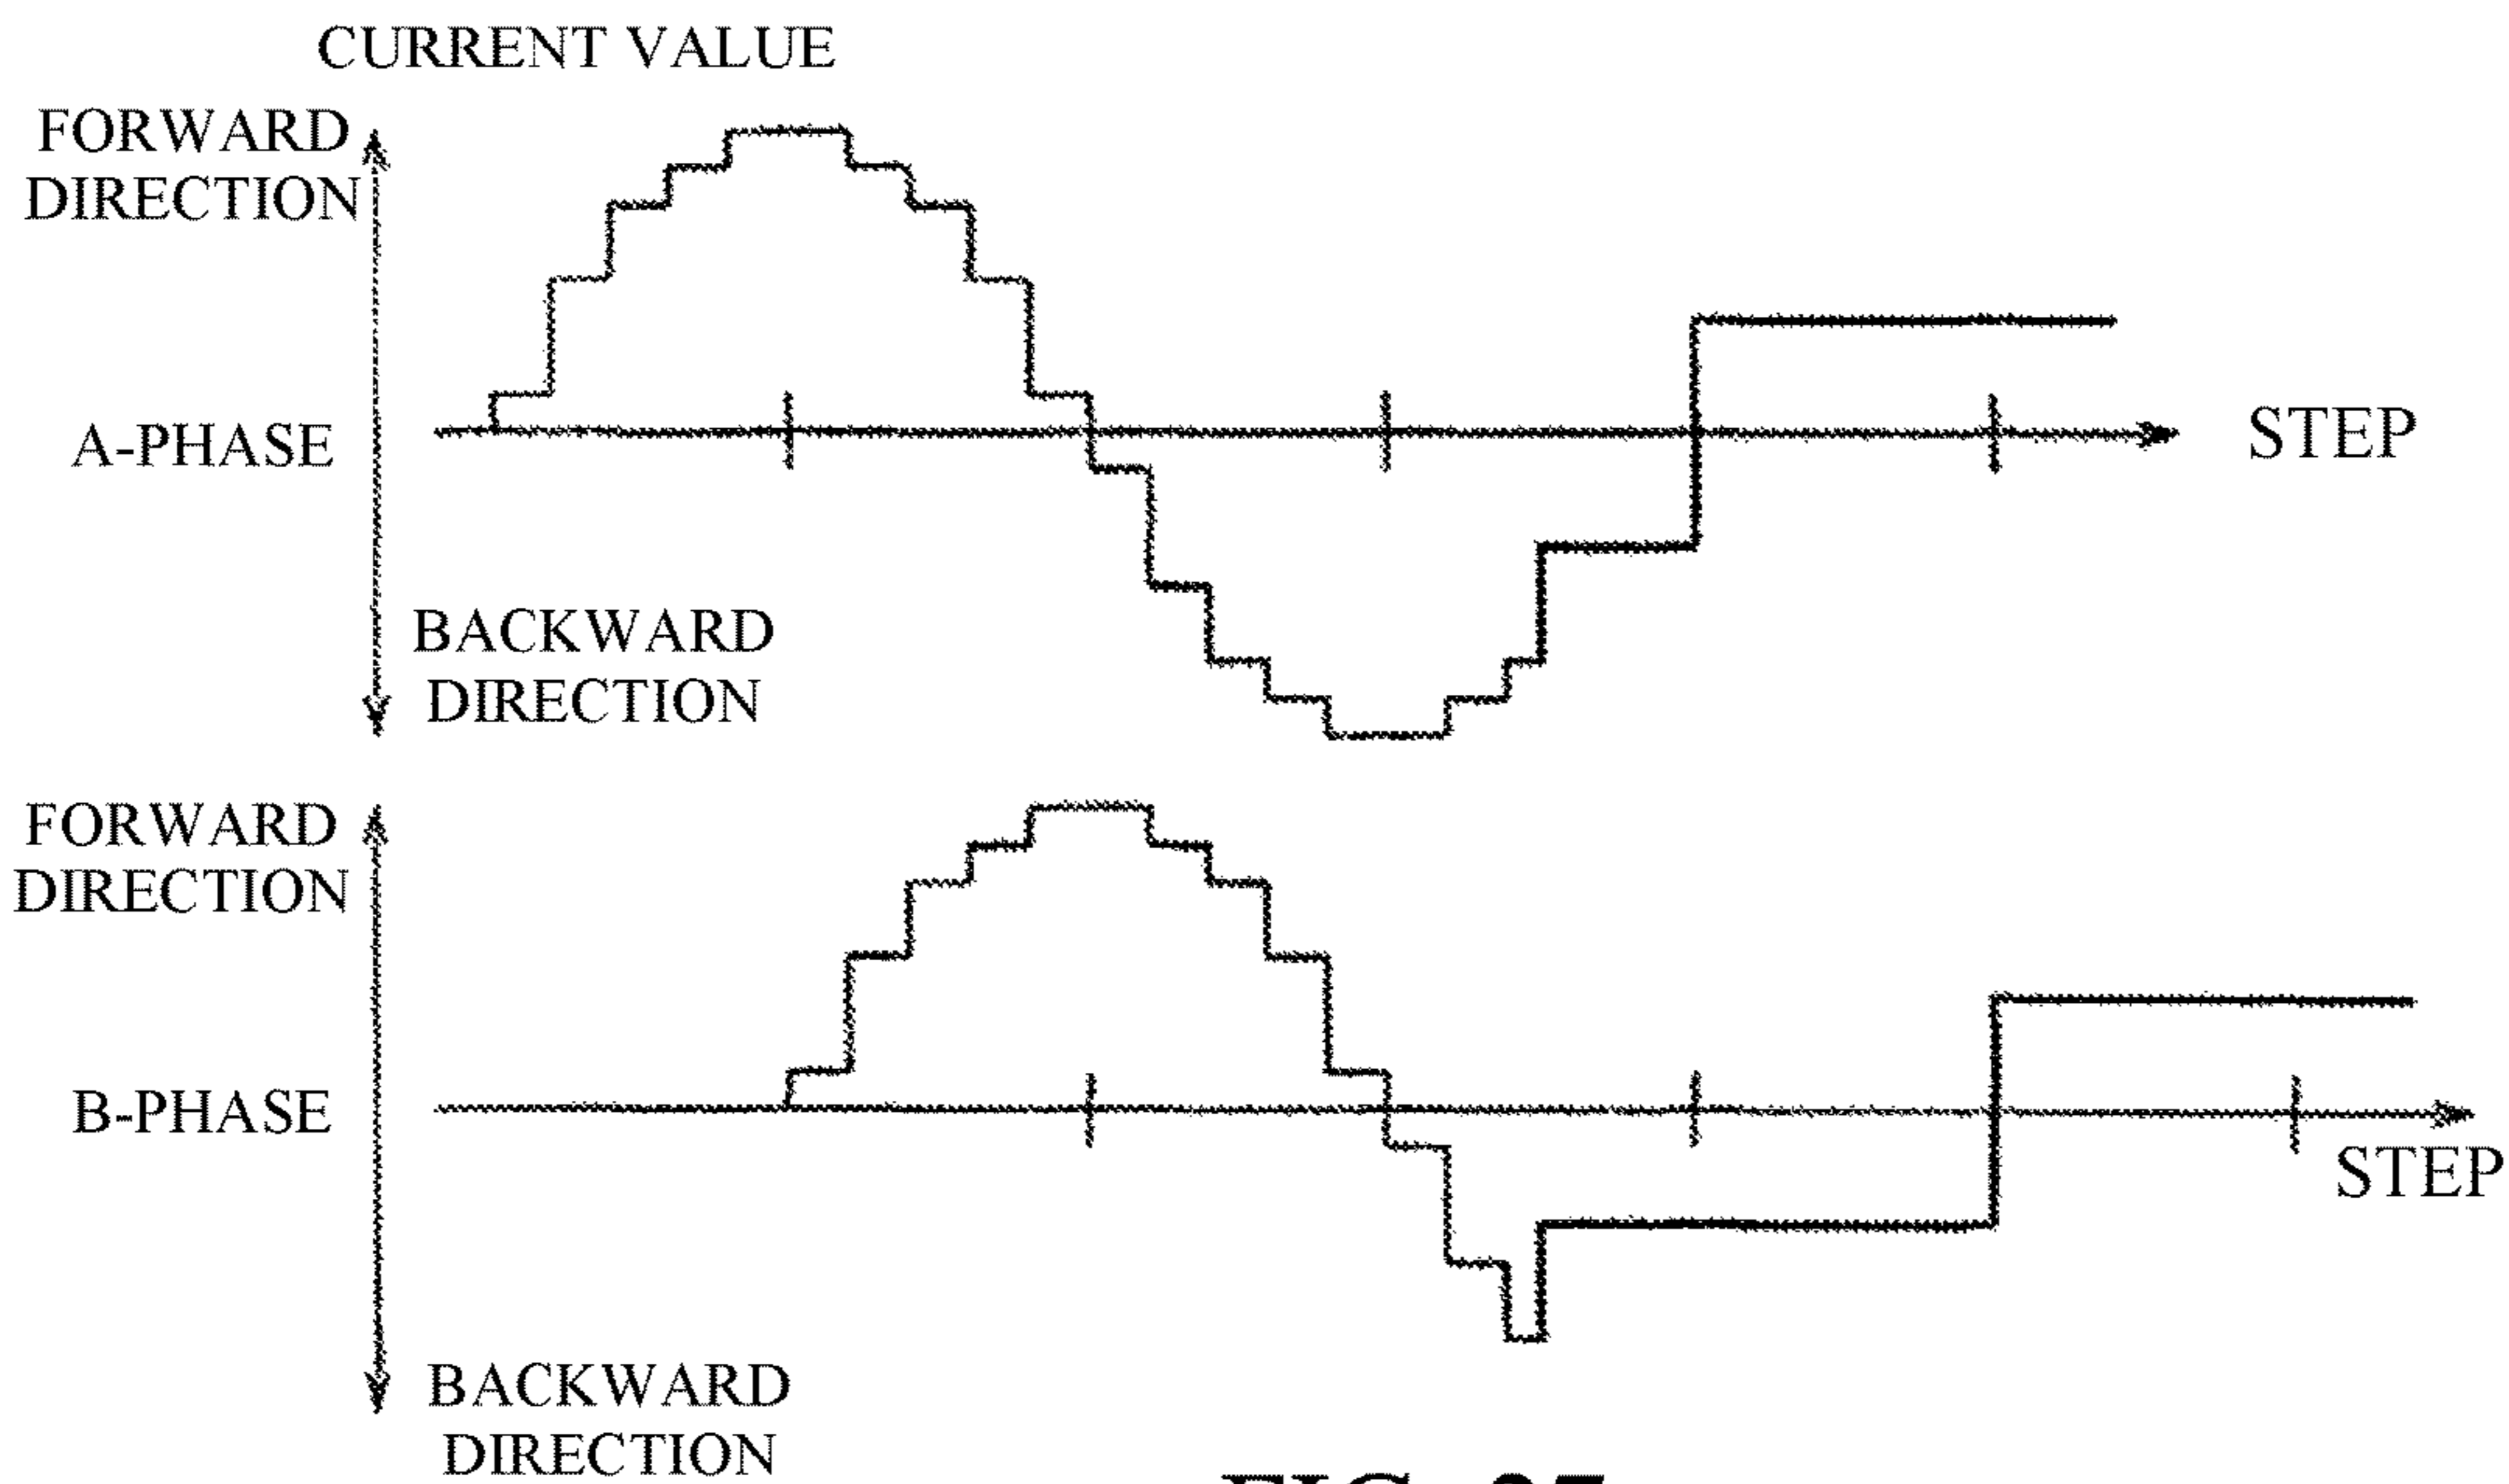 CURRENT VALUE
FORWARD
DIRECTION
A-PHASE
STEP
BACKWARD
DIRECTION
FORWARD
DIRECTION
B-PHASE
STEP
BACKWARD
DIRECTION